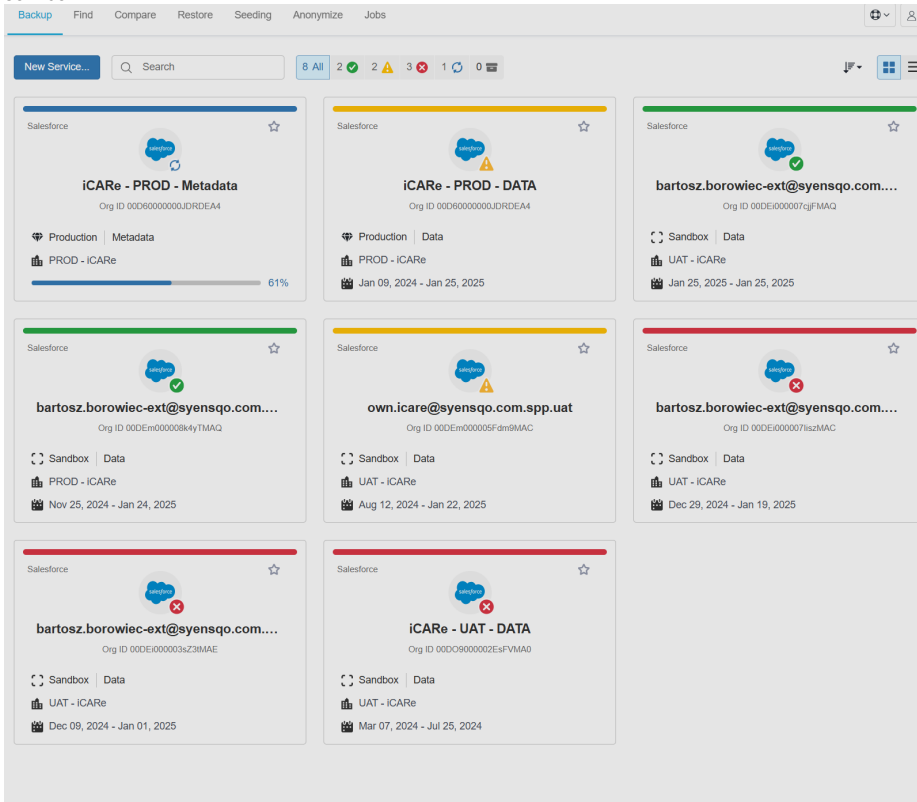 Backup Find Compare Restore Seeding Anonymize Jobs
New Service... Search 8 All 2 2 3 1 0
Salesforce
salesforce
iCARe - PROD - Metadata
Org ID 00D60000000JDRDEA4
Production Metadata
PROD - iCARe
61%
Salesforce
salesforce
iCARe - PROD - DATA
Org ID 00D60000000JDRDEA4
Production Data
PROD - iCARe
Jan 09, 2024 - Jan 25, 2025
Salesforce
salesforce
bartosz.borowiec-ext@syensqo.com....
Org ID 00DEi000007cjjFMAQ
Sandbox Data
UAT - iCARe
Jan 25, 2025 - Jan 25, 2025
Salesforce
salesforce
bartosz.borowiec-ext@syensqo.com....
Org ID 00DEm000008k4yTMAQ
Sandbox Data
PROD - iCARe
Nov 25, 2024 - Jan 24, 2025
Salesforce
salesforce
own.icare@syensqo.com.spp.uat
Org ID 00DEm000005Fdm9MAC
Sandbox Data
UAT - iCARe
Aug 12, 2024 - Jan 22, 2025
Salesforce
salesforce
bartosz.borowiec-ext@syensqo.com....
Org ID 00DEi000007IiszMAC
Sandbox Data
UAT - iCARe
Dec 29, 2024 - Jan 19, 2025
Salesforce
salesforce
bartosz.borowiec-ext@syensqo.com....
Org ID 00DEi000003sZ3tMAE
Sandbox Data
UAT - iCARe
Dec 09, 2024 - Jan 01, 2025
Salesforce
salesforce
iCARe - UAT - DATA
Org ID 00DO9000002EsFVMA0
Sandbox Data
UAT - iCARe
Mar 07, 2024 - Jul 25, 2024